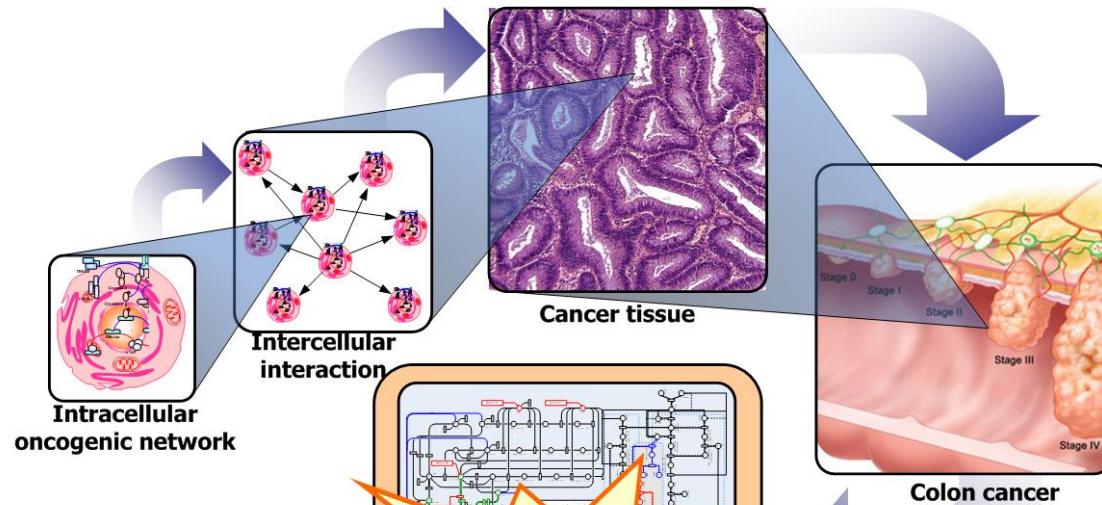 Cancer tissue
Stage 0
Stage I
Stage II
Stage III
Stage IV
Intercellular
interaction
Intracellular
oncogenic network
Colon cancer